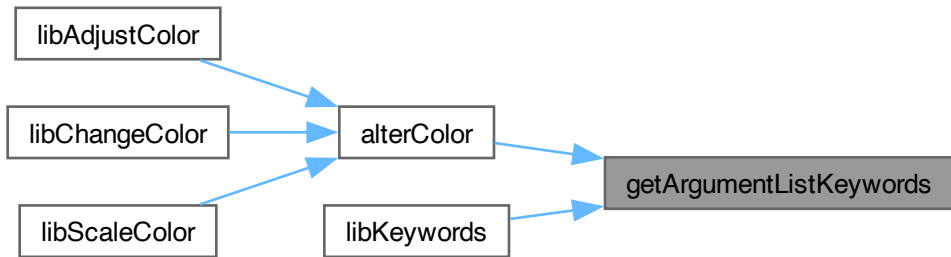 libAdjustColor
libChangeColor
alterColor
getArgumentListKeywords
libScaleColor
libKeywords